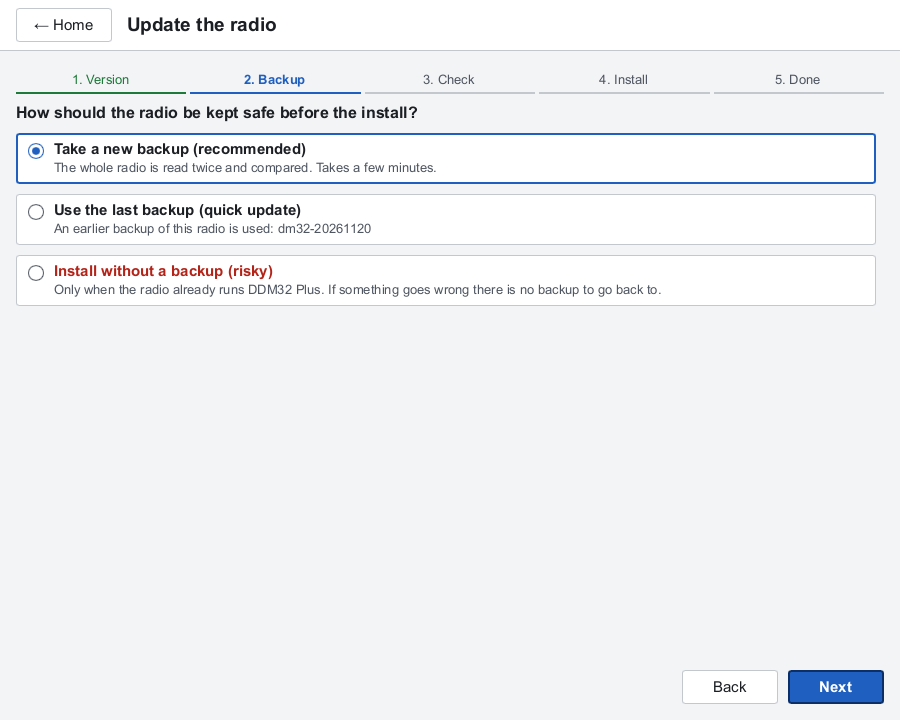 ← Home
Update the radio
1. Version
2. Backup
3. Check
4. Install
5. Done
How should the radio be kept safe before the install?
Take a new backup (recommended)
The whole radio is read twice and compared. Takes a few minutes.
Use the last backup (quick update)
An earlier backup of this radio is used: dm32-20261120
Install without a backup (risky)
Only when the radio already runs DDM32 Plus. If something goes wrong there is no backup to go back to.
Back
Next